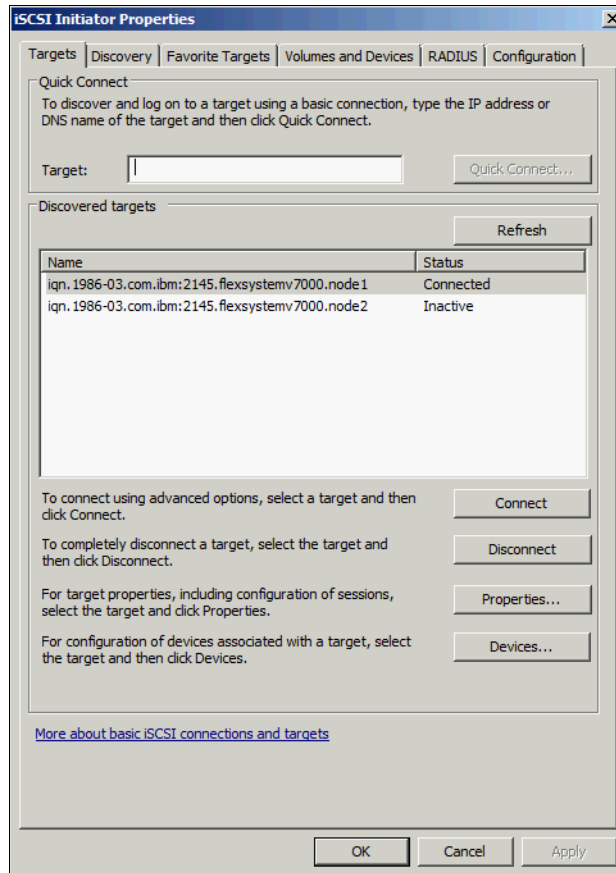 iSCSI Initiator Properties
Targets Discovery Favorite Targets Volumes and Devices RADIUS Configuration
Quick Connect
To discover and log on to a target using a basic connection, type the IP address or
DNS name of the target and then click Quick Connect.
Target: Quick Connect...
Discovered targets
Refresh
Name Status
iqn.1986-03.com.ibm:2145.flexsystemv7000.node1 Connected
iqn.1986-03.com.ibm:2145.flexsystemv7000.node2 Inactive
To connect using advanced options, select a target and then
click Connect.
Connect
To completely disconnect a target, select the target and
then click Disconnect.
Disconnect
For target properties, including configuration of sessions,
select the target and click Properties.
Properties...
For configuration of devices associated with a target, select
the target and then click Devices.
Devices...
More about basic iSCSI connections and targets
OK Cancel Apply